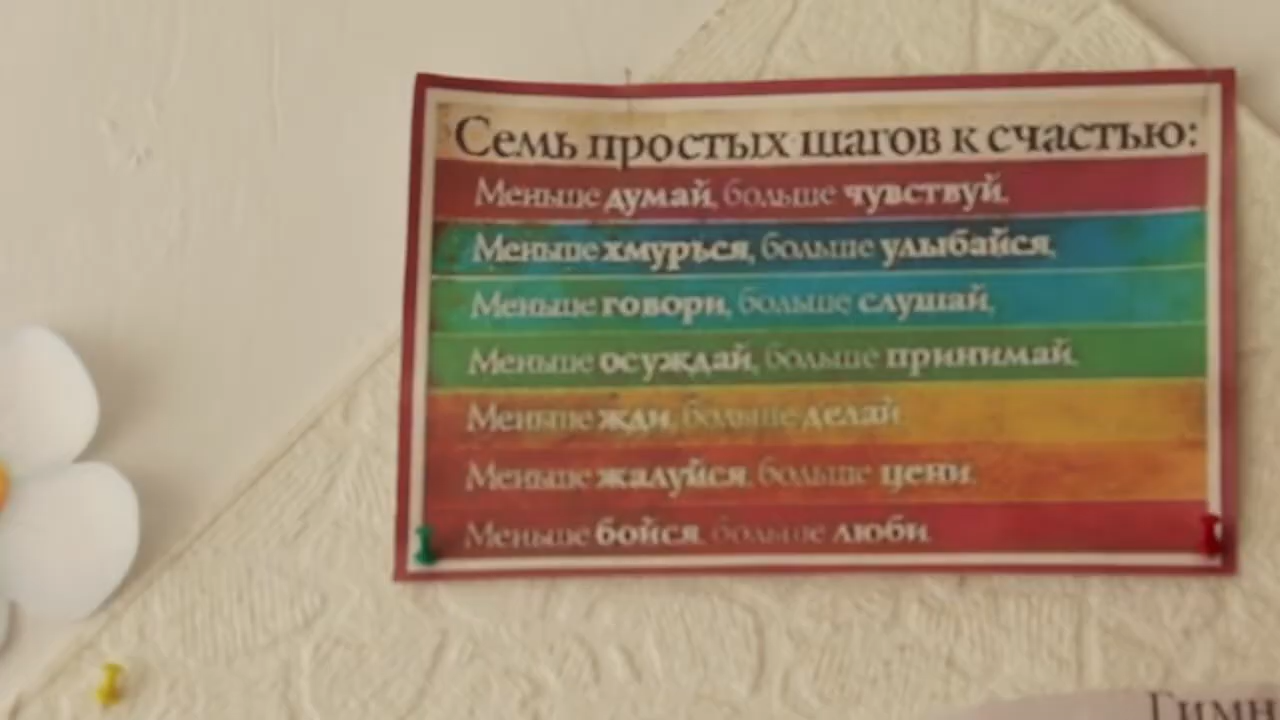 Семь простых шагов к счастью:
Меньше думай, больше чувствуй.
Меньше хмурься, больше улыбайся.
Меньше говори, больше слушай.
Меньше осуждай, больше принимай.
Меньше жди, больше делай.
Меньше жалуйся, больше цени.
Меньше бойся, больше люби.